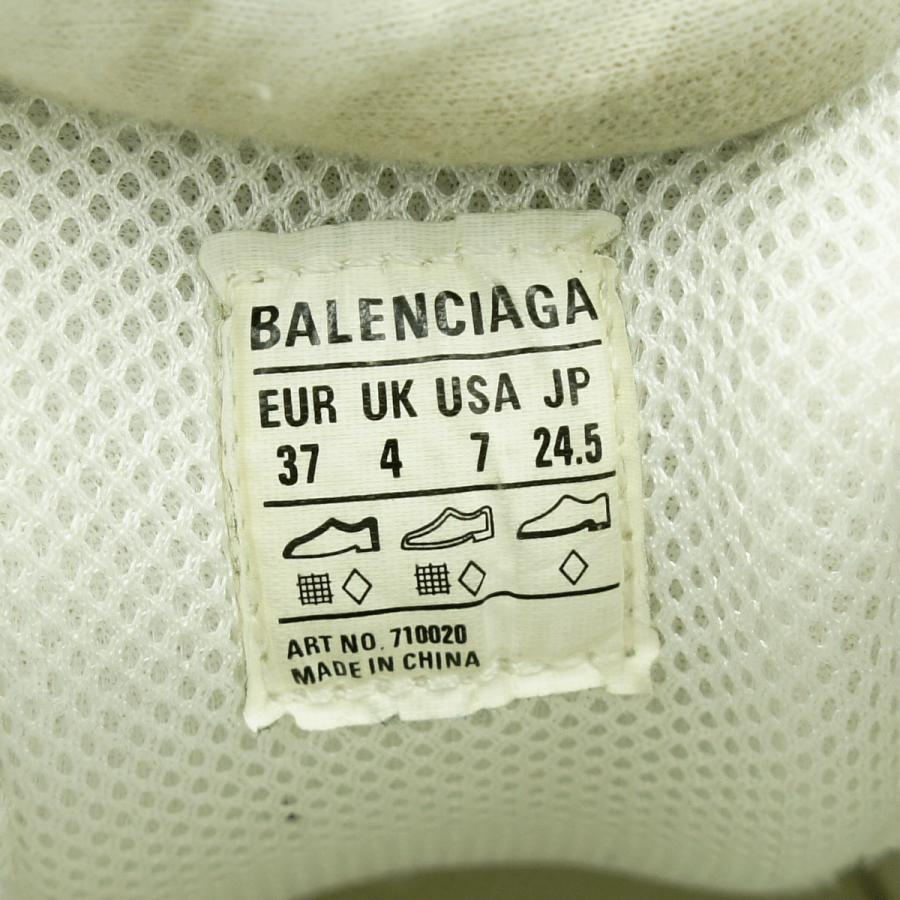 BALENCIAGA
EUR UK USA JP
37 4 7 24.5
ART NO. 710020
MADE IN CHINA